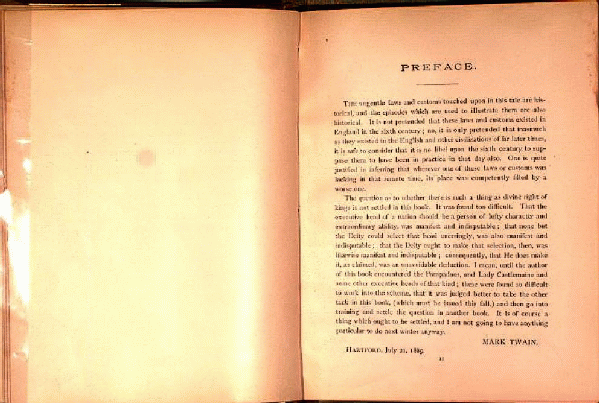 PREFACE.
THE ungentle laws and customs touched upon in this tale are his-
torical, and the episodes which are used to illustrate them are also
historical. It is not pretended that these laws and customs existed in
England in the sixth century; no, it is only pretended that inasmuch
as they existed in the English and other civilizations of far later times,
it is safe to consider that it is no libel upon the sixth century to sup-
pose them to have been in practice in that day also. One is quite
justified in inferring that wherever one of these laws or customs was
lacking in that remote time, its place was competently filled by a
worse one.
The question as to whether there is such a thing as divine right of
kings is not settled in this book. It was found too difficult. That the
executive head of a nation should be a person of lofty character and
extraordinary ability, was manifest and indisputable; that none but
the Deity could select that head unerringly, was also manifest and
indisputable; that the Deity ought to make that selection, then, was
likewise manifest and indisputable; consequently, that He does make
it, as claimed, was an unavoidable deduction. I mean, until the author
of this book encountered the Pompadour, and Lady Castlemaine and
some other executive heads of that kind; these were found so difficult
to work into the scheme, that it was judged better to take the other
tack in this book, (which must be issued this fall,) and then go into
training and settle the question in another book. It is of course a
thing which ought to be settled, and I am not going to have anything
particular to do next winter anyway.
MARK TWAIN.
HARTFORD, July 21, 1889.